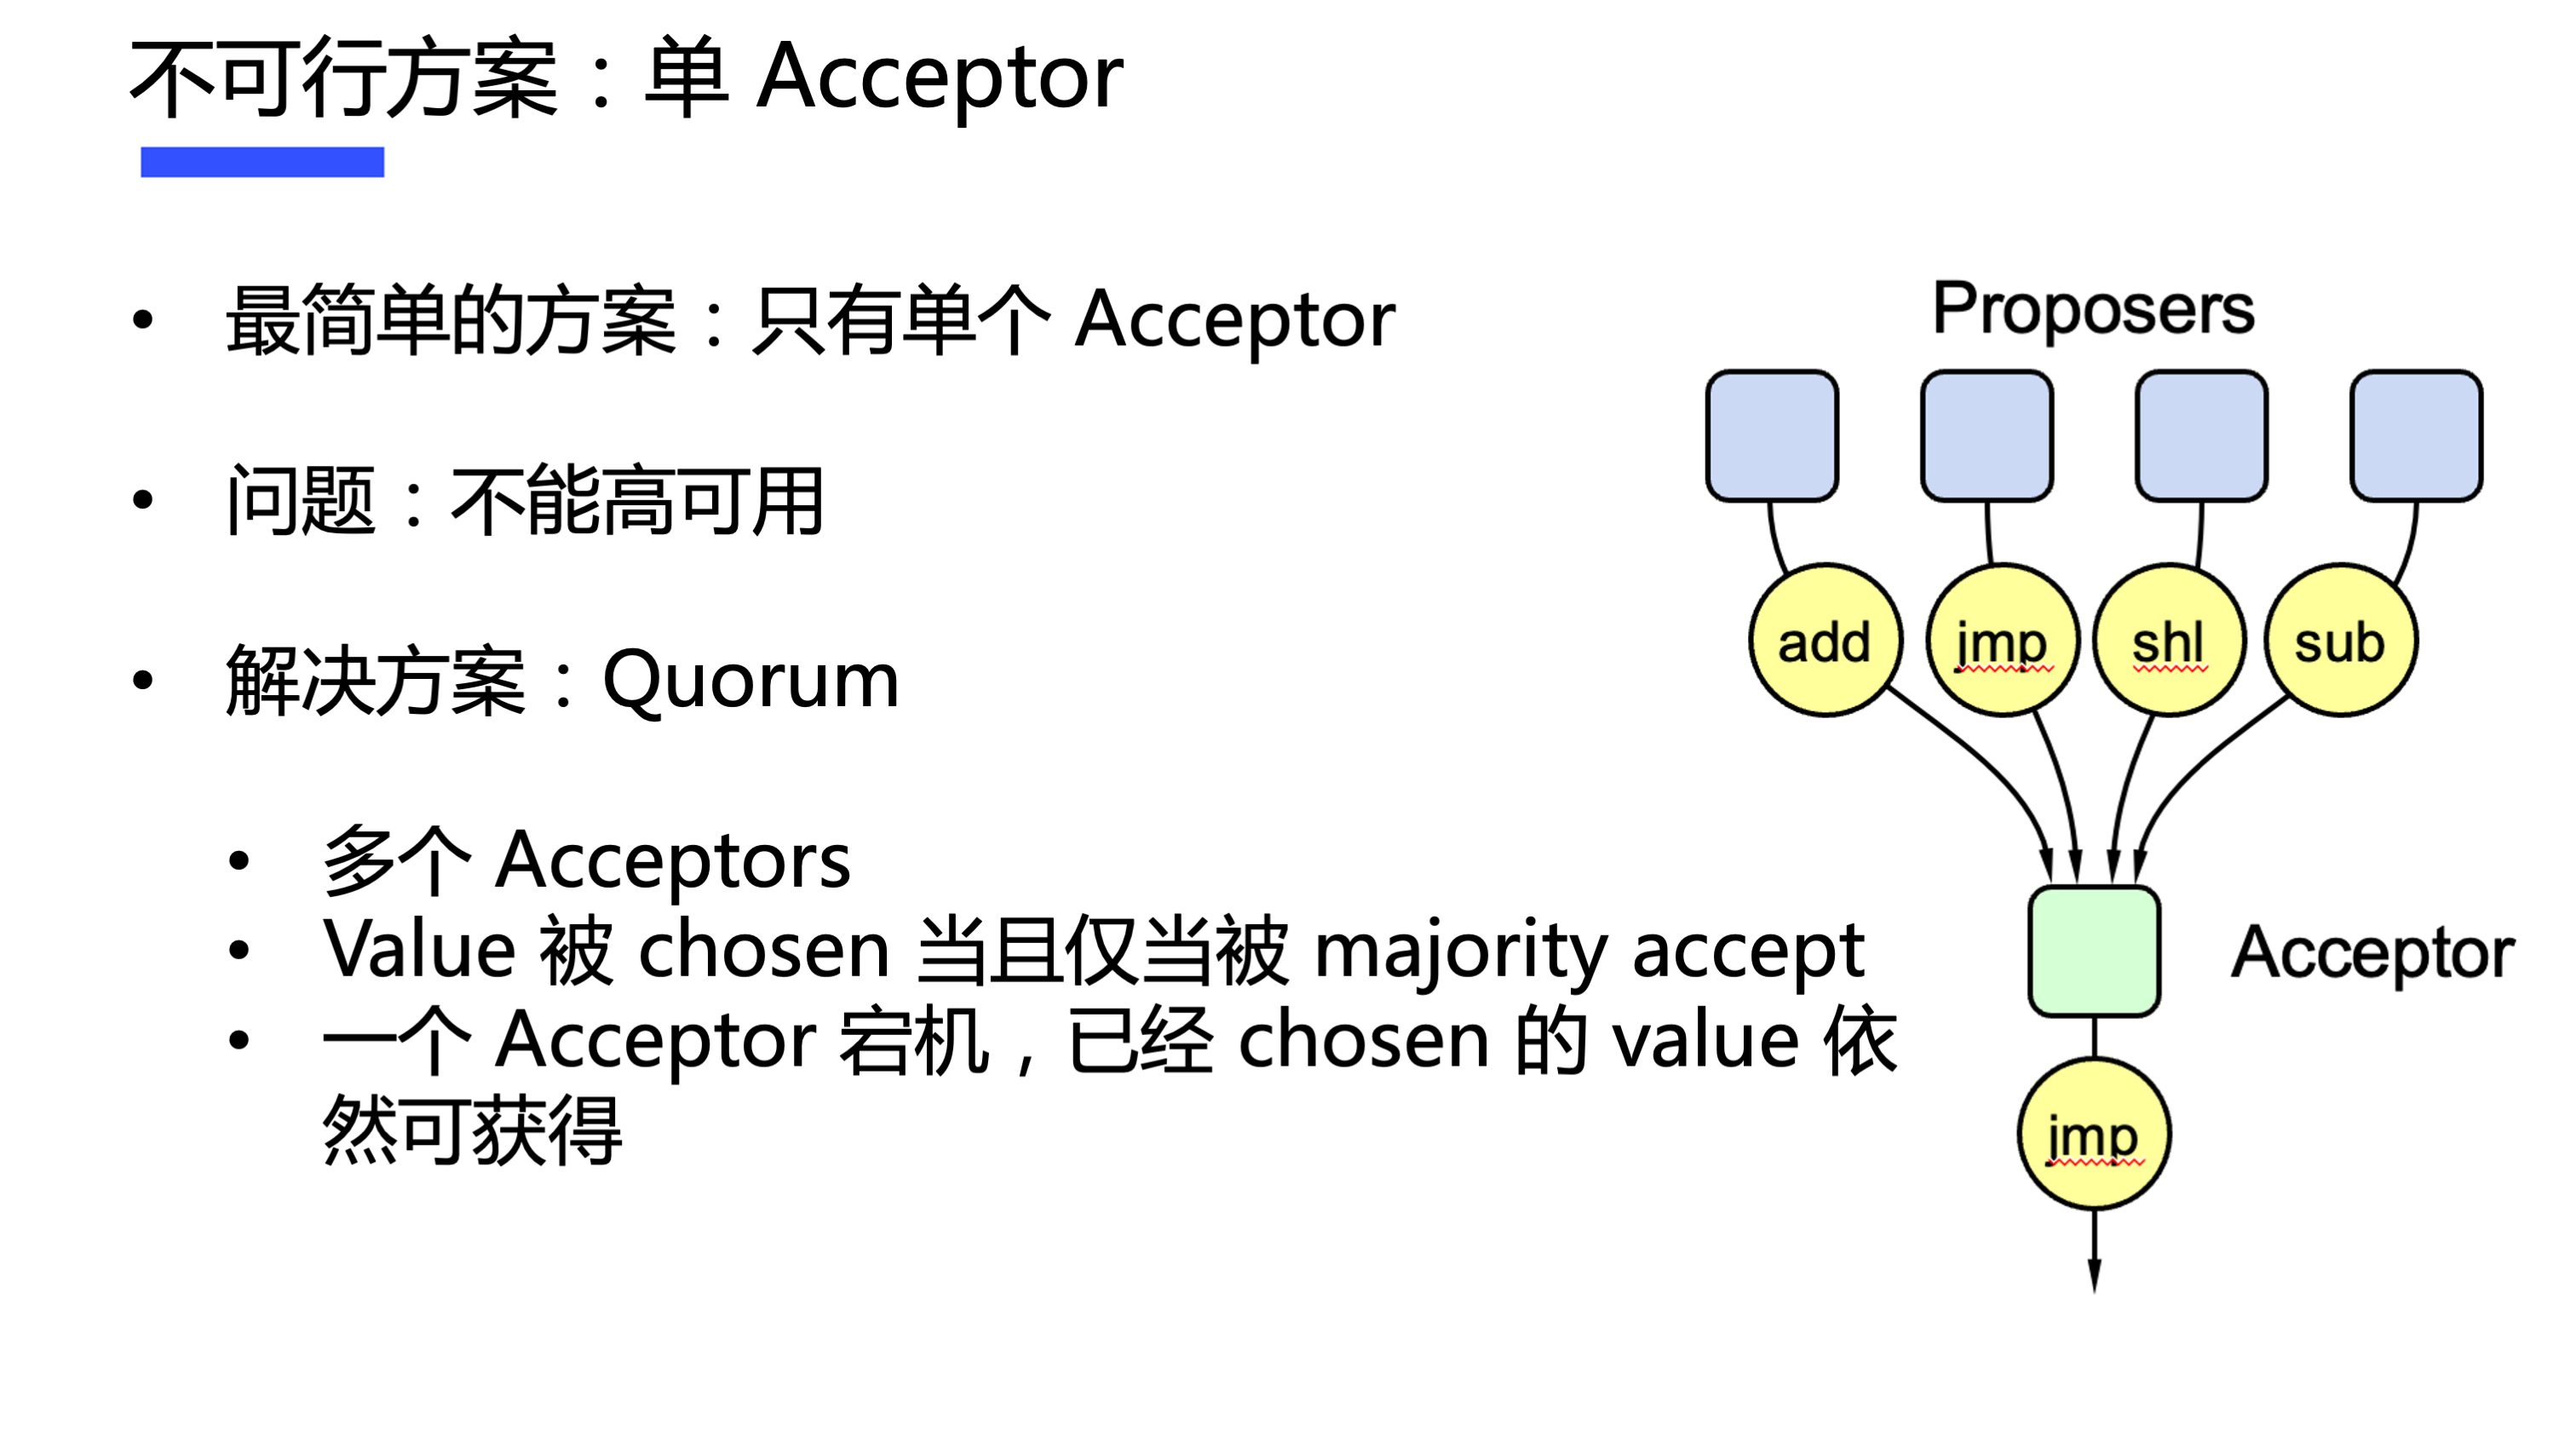 不可行方案：单 Acceptor
• 最简单的方案：只有单个 Acceptor
• 问题：不能高可用
• 解决方案：Quorum
• 多个 Acceptors
• Value 被 chosen 当且仅当被 majority accept
• 一个 Acceptor 宕机，已经 chosen 的 value 依
然可获得
Proposers
add jmp shl sub
Acceptor
jmp